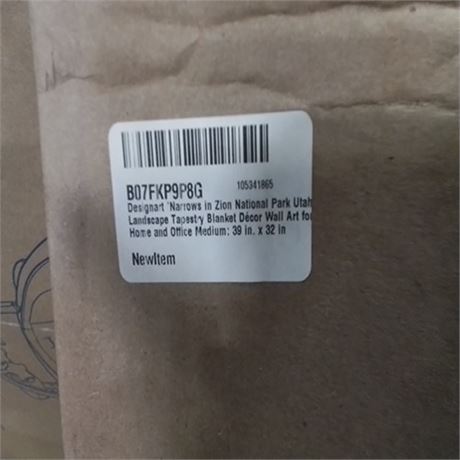 B07FKP9P8G
105341865
Designart 'Narrows in Zion National Park Utah
Landscape Tapestry Blanket Décor Wall Art fo
Home and Office Medium: 39 in. x 32 in
NewItem